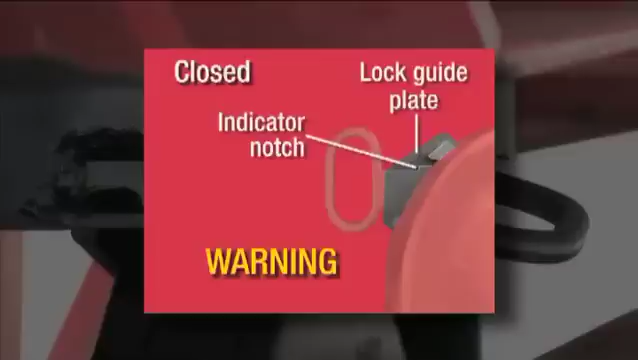 Closed
Lock guide
plate
Indicator
notch
WARNING